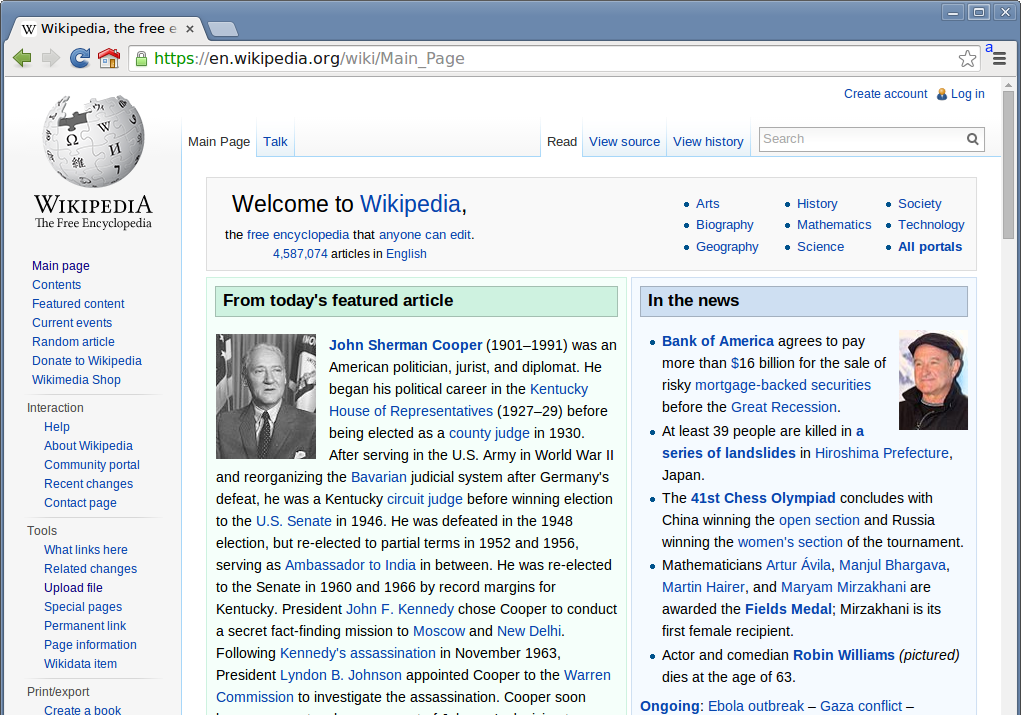 Wikipedia, the free e
https://en.wikipedia.org/wiki/Main_Page
a
Create account Log in
Main Page Talk Read View source View history Search
WIKIPEDIA
The Free Encyclopedia
Main page
Contents
Featured content
Current events
Random article
Donate to Wikipedia
Wikimedia Shop
Interaction
Help
About Wikipedia
Community portal
Recent changes
Contact page
Tools
What links here
Related changes
Upload file
Special pages
Permanent link
Page information
Wikidata item
Print/export
Create a book
Welcome to Wikipedia,
the free encyclopedia that anyone can edit.
4,587,074 articles in English
Arts
Biography
Geography
History
Mathematics
Science
Society
Technology
All portals
From today's featured article
John Sherman Cooper (1901–1991) was an
American politician, jurist, and diplomat. He
began his political career in the Kentucky
House of Representatives (1927–29) before
being elected as a county judge in 1930.
After serving in the U.S. Army in World War II
and reorganizing the Bavarian judicial system after Germany's
defeat, he was a Kentucky circuit judge before winning election
to the U.S. Senate in 1946. He was defeated in the 1948
election, but re-elected to partial terms in 1952 and 1956,
serving as Ambassador to India in between. He was re-elected
to the Senate in 1960 and 1966 by record margins for
Kentucky. President John F. Kennedy chose Cooper to conduct
a secret fact-finding mission to Moscow and New Delhi.
Following Kennedy's assassination in November 1963,
President Lyndon B. Johnson appointed Cooper to the Warren
Commission to investigate the assassination. Cooper soon
In the news
Bank of America agrees to pay
more than $16 billion for the sale of
risky mortgage-backed securities
before the Great Recession.
At least 39 people are killed in a
series of landslides in Hiroshima Prefecture,
Japan.
The 41st Chess Olympiad concludes with
China winning the open section and Russia
winning the women's section of the tournament.
Mathematicians Artur Ávila, Manjul Bhargava,
Martin Hairer, and Maryam Mirzakhani are
awarded the Fields Medal; Mirzakhani is its
first female recipient.
Actor and comedian Robin Williams (pictured)
dies at the age of 63.
Ongoing: Ebola outbreak – Gaza conflict –